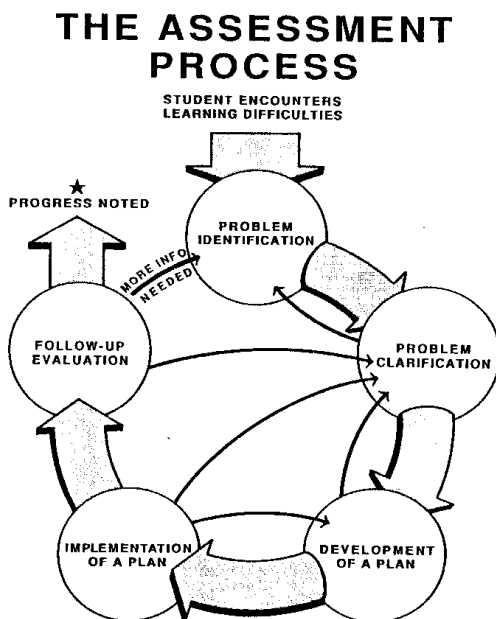 THE ASSESSMENT
PROCESS
STUDENT ENCOUNTERS
LEARNING DIFFICULTIES
PROGRESS NOTED
PROBLEM
IDENTIFICATION
MORE INFO
NEEDED
FOLLOW-UP
EVALUATION
PROBLEM
CLARIFICATION
IMPLEMENTATION
OF A PLAN
DEVELOPMENT
OF A PLAN